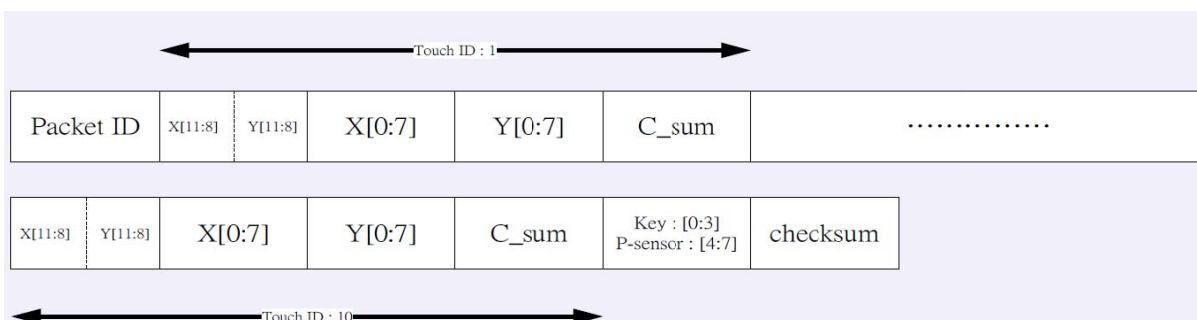 Touch ID : 1
Packet ID X[11:8] Y[11:8] X[0:7] Y[0:7] C_sum ...............
X[11:8] Y[11:8] X[0:7] Y[0:7] C_sum Key : [0:3] P-sensor : [4:7] checksum
Touch ID : 10